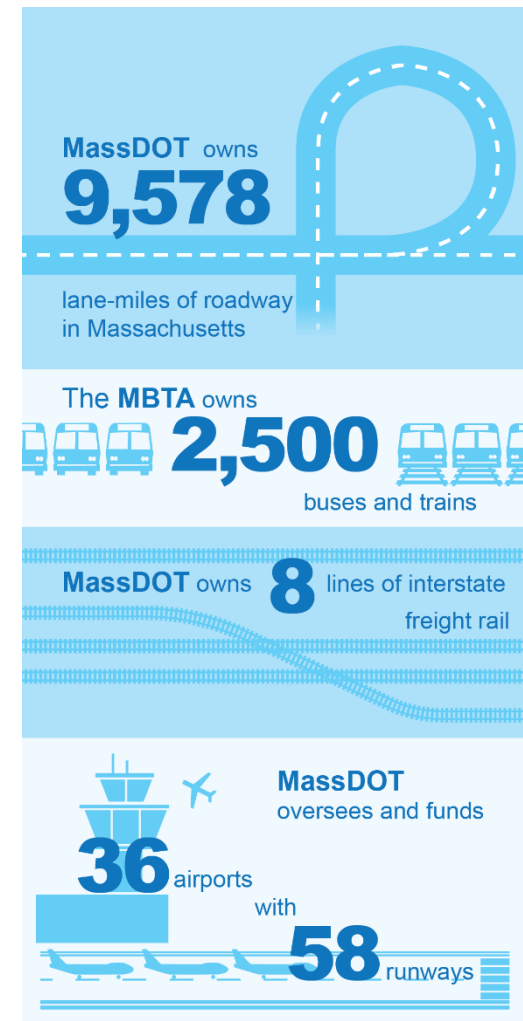 MassDOT owns
9,578
lane-miles of roadway
in Massachusetts
The MBTA owns
2,500
buses and trains
MassDOT owns 8 lines of interstate
freight rail
MassDOT
oversees and funds
36 airports
with
58 runways